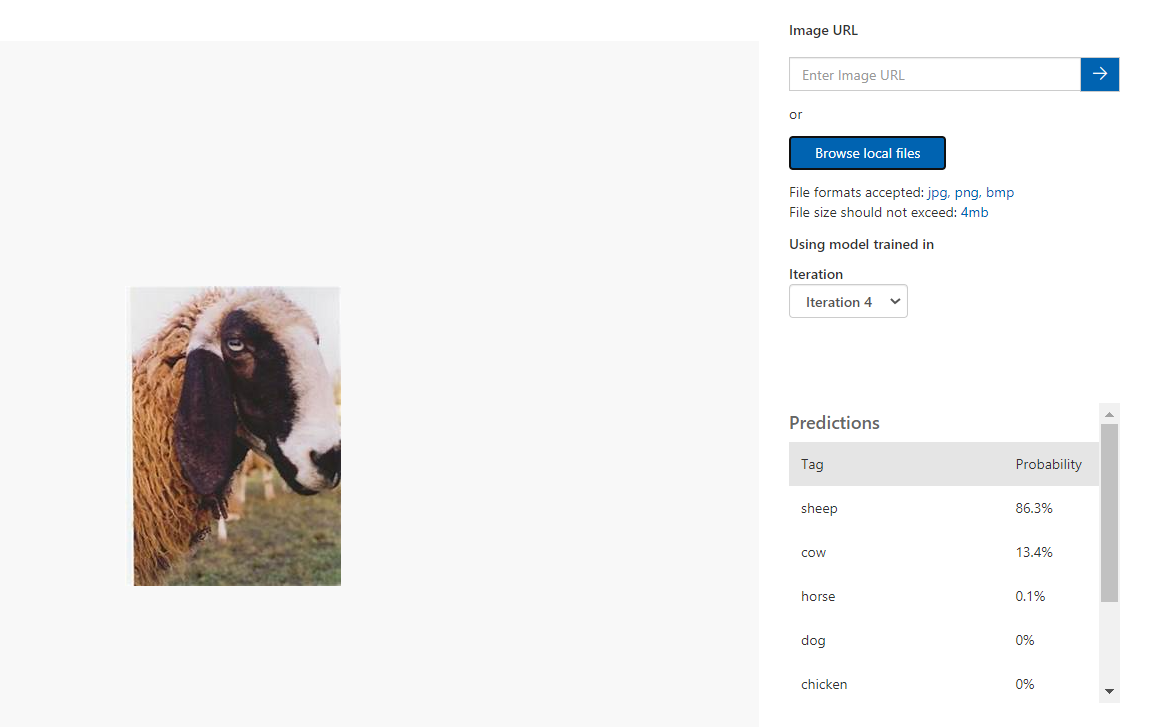 Image URL
Enter Image URL
or
Browse local files
File formats accepted: jpg, png, bmp
File size should not exceed: 4mb
Using model trained in
Iteration
Iteration 4
Predictions
Tag Probability
sheep 86.3%
cow 13.4%
horse 0.1%
dog 0%
chicken 0%